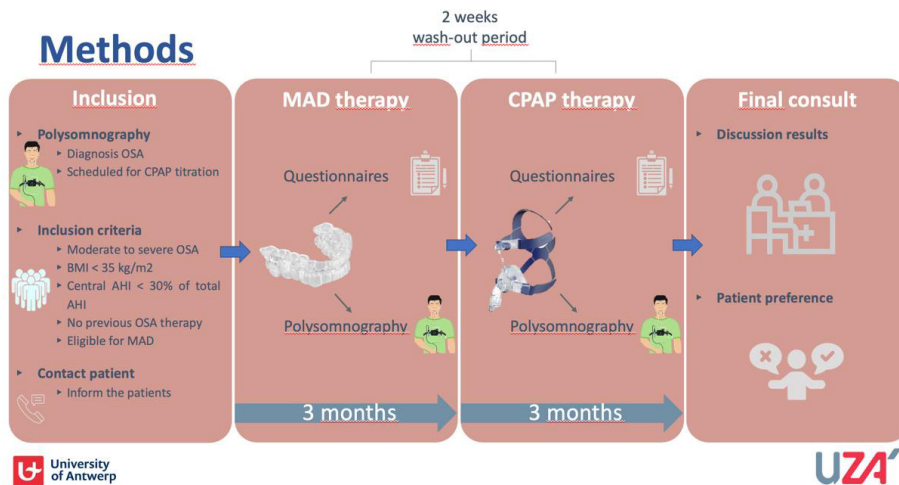 2 weeks
wash-out period
Methods
Inclusion
Polysomnography
Diagnosis OSA
Scheduled for CPAP titration
Inclusion criteria
Moderate to severe OSA
BMI < 35 kg/m2
Central AHI < 30% of total
AHI
No previous OSA therapy
Eligible for MAD
Contact patient
Inform the patients
MAD therapy
Questionnaires
Polysomnography
3 months
CPAP therapy
Questionnaires
Polysomnography
3 months
Final consult
Discussion results
Patient preference
University
of Antwerp
UZA'